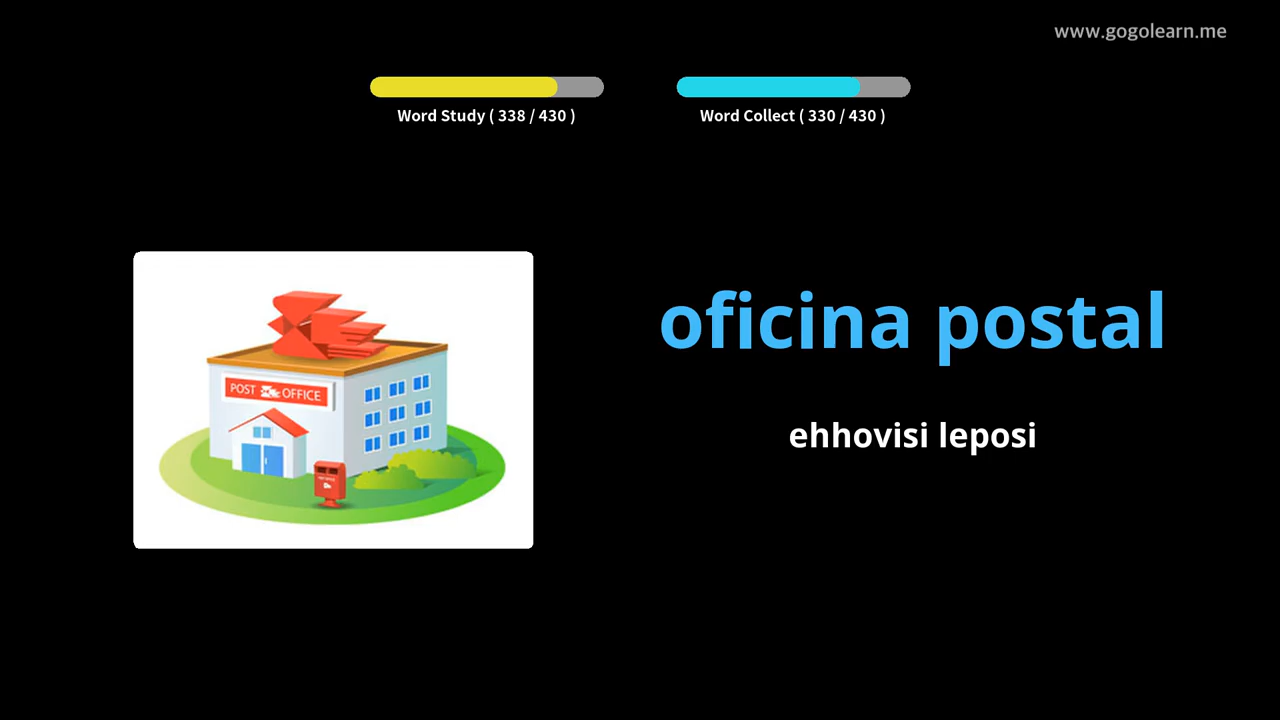 www.gogolearn.me
Word Study ( 338 / 430 )
Word Collect ( 330 / 430 )
oficina postal
POST OFFICE
ehhovisi leposi